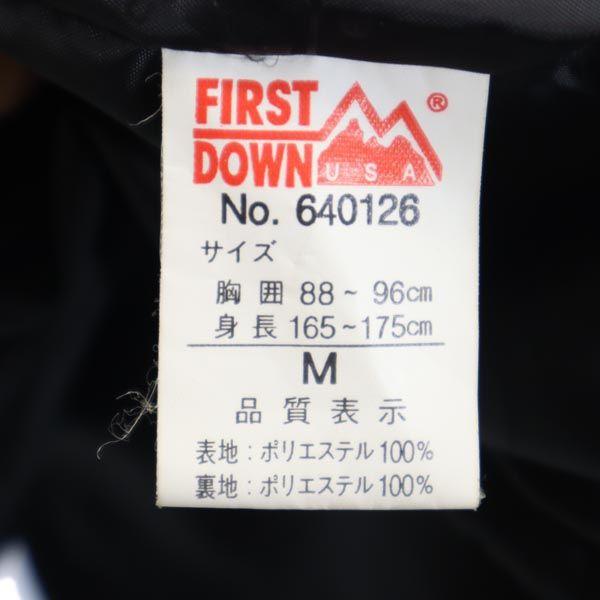 FIRST
DOWN
U.S.A
®
No. 640126
サイズ
胸囲 88~96cm
身長 165~175cm
M
品質表示
表地:ポリエステル100%
裏地:ポリエステル100%